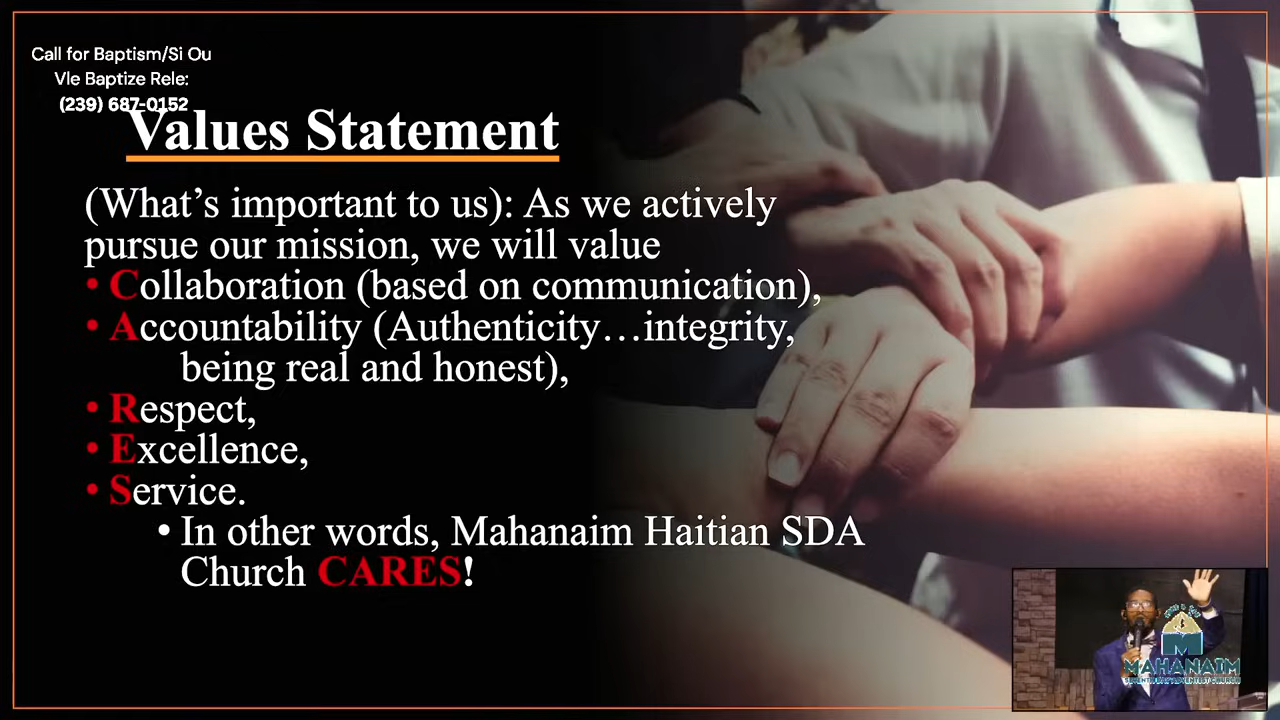 Call for Baptism/Si Ou
Vle Baptize Rele:
(239) 687-0152
Values Statement
(What’s important to us): As we actively
pursue our mission, we will value
• Collaboration (based on communication),
• Accountability (Authenticity…integrity,
being real and honest),
• Respect,
• Excellence,
• Service.
• In other words, Mahanaim Haitian SDA
Church CARES!
MAHANAIM